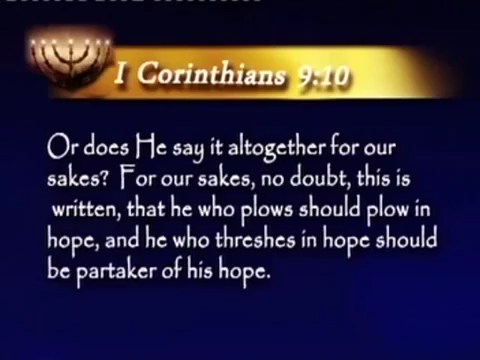 I Corinthians 9:10
Or does He say it altogether for our
sakes? For our sakes, no doubt, this is
written, that he who plows should plow in
hope, and he who threshes in hope should
be partaker of his hope.